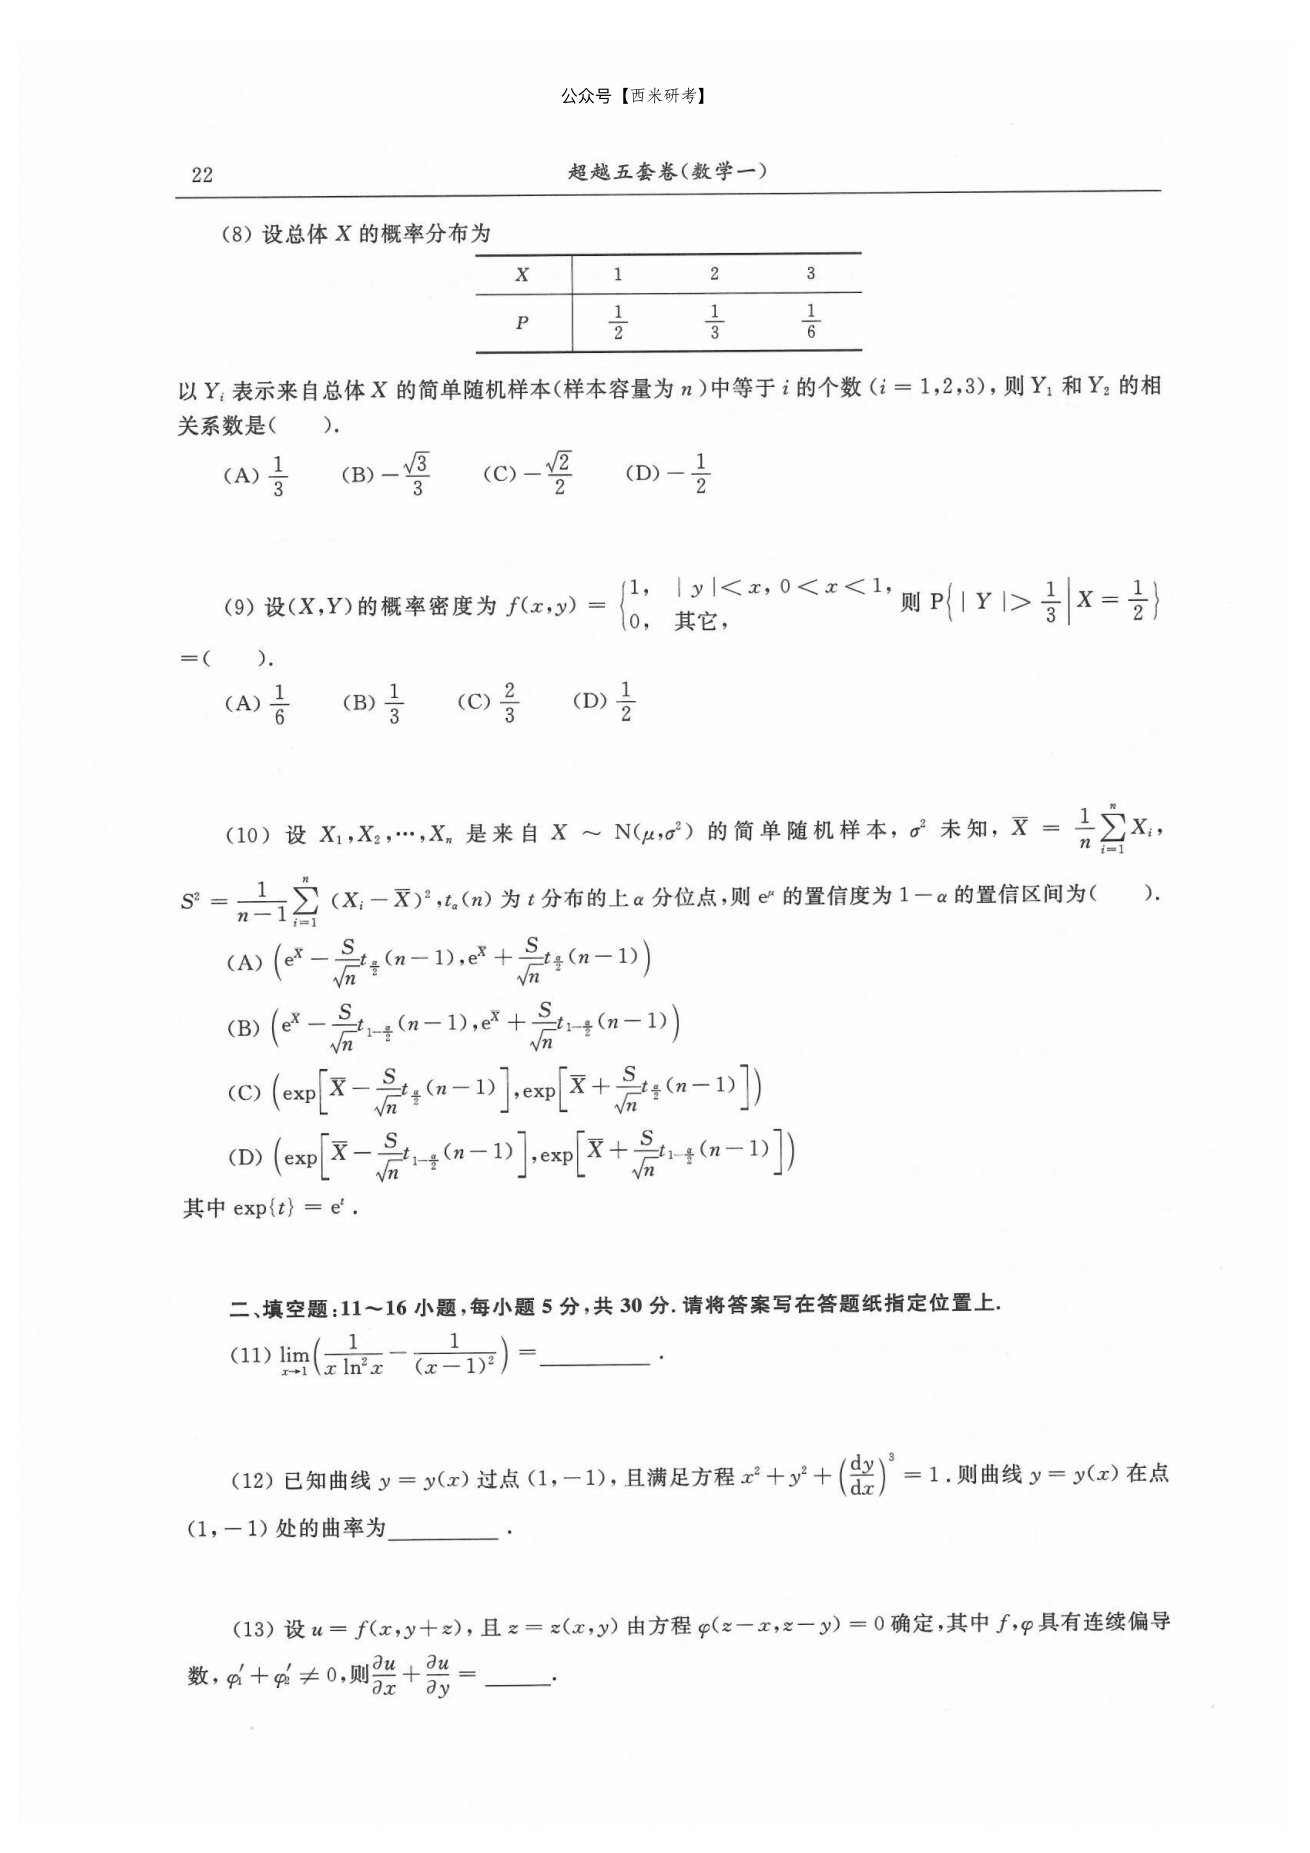 公众号【西米研考】
22 超越五套卷(数学一)
(8) 设总体 X 的概率分布为
X 1 2 3
P 1/2 1/3 1/6
以 Yᵢ 表示来自总体 X 的简单随机样本(样本容量为 n)中等于 i 的个数 (i = 1,2,3), 则 Y₁ 和 Y₂ 的相
关系数是( ).
(A) 1/3 (B) −√3/3 (C) −√2/2 (D) −1/2
(9) 设(X,Y)的概率密度为 f(x,y) = {1, |y|<x, 0<x<1, 0, 其它, 则 P{|Y|> 1/3 | X = 1/2}
=( ).
(A) 1/6 (B) 1/3 (C) 2/3 (D) 1/2
(10) 设 X₁,X₂,⋯,Xₙ 是来自 X ~ N(μ,σ²) 的简单随机样本, σ² 未知, X̄ = 1/n ∑ᵢ₌₁ⁿ Xᵢ,
S² = 1/(n−1) ∑ᵢ₌₁ⁿ (Xᵢ − X̄)², t_α(n) 为 t 分布的上 α 分位点,则 e^μ 的置信度为 1−α 的置信区间为( ).
(A) (e^X̄ − S/√n t_{α/2}(n−1), e^X̄ + S/√n t_{α/2}(n−1))
(B) (e^X̄ − S/√n t_{1−α/2}(n−1), e^X̄ + S/√n t_{1−α/2}(n−1))
(C) (exp[X̄ − S/√n t_{α/2}(n−1)], exp[X̄ + S/√n t_{α/2}(n−1)])
(D) (exp[X̄ − S/√n t_{1−α/2}(n−1)], exp[X̄ + S/√n t_{1−α/2}(n−1)])
其中 exp{t} = eᵗ.
二、填空题:11～16 小题,每小题 5 分,共 30 分. 请将答案写在答题纸指定位置上.
(11) lim_{x→1} (1/(x ln²x) − 1/(x−1)²) = ________ .
(12) 已知曲线 y = y(x) 过点 (1,−1), 且满足方程 x² + y² + (dy/dx)³ = 1. 则曲线 y = y(x) 在点
(1,−1) 处的曲率为________ .
(13) 设 u = f(x,y+z), 且 z = z(x,y) 由方程 φ(z−x,z−y) = 0 确定,其中 f,φ 具有连续偏导
数, φ₁′ + φ₂′ ≠ 0,则 ∂u/∂x + ∂u/∂y = _____.